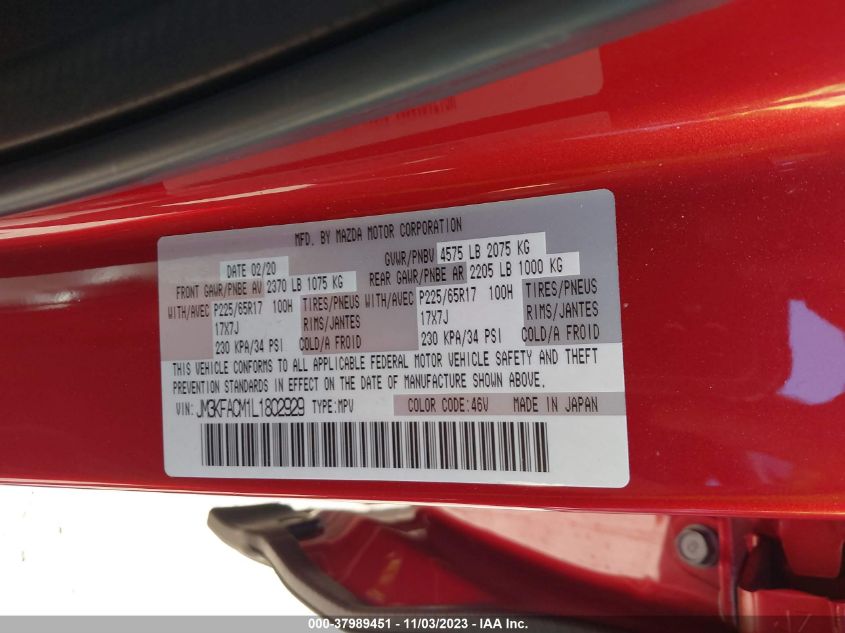 MFD. BY MAZDA MOTOR CORPORATION
DATE 02/20 GVWR/PNBV 4575 LB 2075 KG
FRONT GAWR/PNBE AV 2370 LB 1075 KG REAR GAWR/PNBE AR 2205 LB 1000 KG
WITH/AVEC P225/65R17 100H TIRES/PNEUS WITH/AVEC P225/65R17 100H TIRES/PNEUS
17X7J RIMS/JANTES 17X7J RIMS/JANTES
230 KPA/34 PSI COLD/A FROID 230 KPA/34 PSI COLD/A FROID
THIS VEHICLE CONFORMS TO ALL APPLICABLE FEDERAL MOTOR VEHICLE SAFETY AND THEFT
PREVENTION STANDARDS IN EFFECT ON THE DATE OF MANUFACTURE SHOWN ABOVE.
VIN: JM3KFACM1L1802929 TYPE:MPV COLOR CODE:46V MADE IN JAPAN
000-37989451 - 11/03/2023 - IAA Inc.